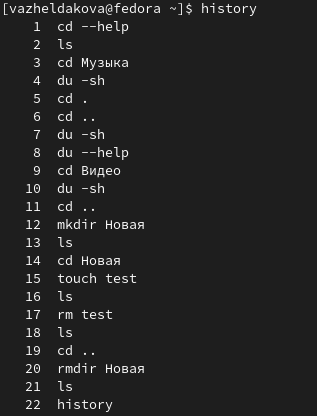 [vazheldakova@fedora ~]$ history
1 cd --help
2 ls
3 cd Музыка
4 du -sh
5 cd .
6 cd ..
7 du -sh
8 du --help
9 cd Видео
10 du -sh
11 cd ..
12 mkdir Новая
13 ls
14 cd Новая
15 touch test
16 ls
17 rm test
18 ls
19 cd ..
20 rmdir Новая
21 ls
22 history